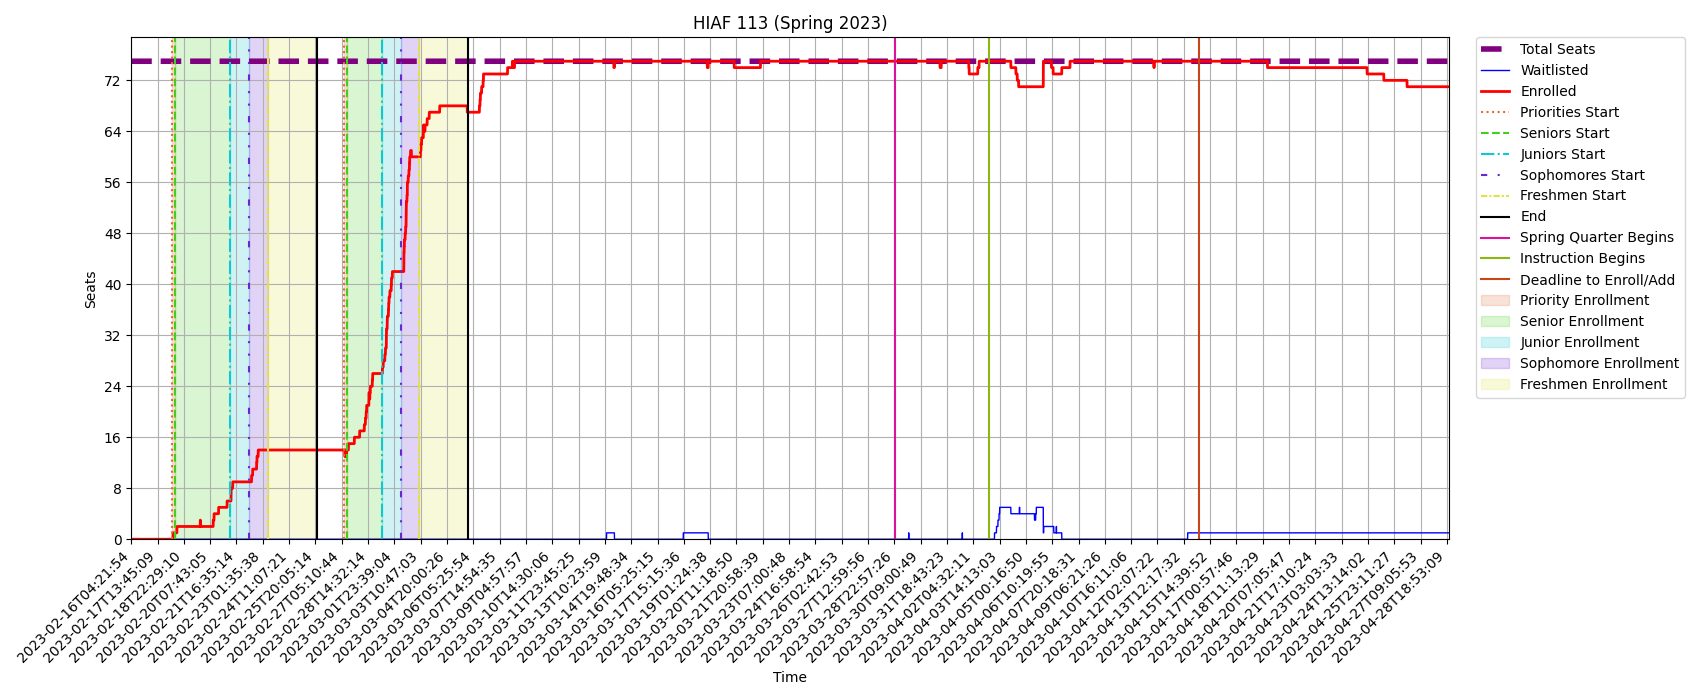 HIAF 113 (Spring 2023)
Seats
72
64
56
48
40
32
24
16
8
0
2023-02-16T04:21:54
2023-02-17T13:45:09
2023-02-18T22:29:10
2023-02-20T07:43:05
2023-02-21T16:35:14
2023-02-23T01:35:38
2023-02-24T11:07:21
2023-02-25T20:05:14
2023-02-27T05:10:44
2023-02-28T14:32:14
2023-03-01T23:39:04
2023-03-03T10:47:03
2023-03-04T20:00:26
2023-03-06T05:25:54
2023-03-07T14:54:35
2023-03-09T04:57:57
2023-03-10T14:30:06
2023-03-11T23:45:25
2023-03-13T10:23:59
2023-03-14T19:48:34
2023-03-16T05:25:15
2023-03-17T15:15:36
2023-03-19T01:24:38
2023-03-20T11:18:50
2023-03-21T20:58:39
2023-03-23T07:00:48
2023-03-24T16:58:54
2023-03-26T02:42:53
2023-03-27T12:59:56
2023-03-28T22:57:26
2023-03-30T09:00:49
2023-03-31T18:43:23
2023-04-02T04:32:11
2023-04-03T14:13:03
2023-04-05T00:16:50
2023-04-06T10:19:55
2023-04-07T20:18:31
2023-04-09T06:21:26
2023-04-10T16:11:06
2023-04-12T02:07:22
2023-04-13T12:17:32
2023-04-15T14:39:52
2023-04-17T00:57:46
2023-04-18T11:13:29
2023-04-20T07:05:47
2023-04-21T17:10:24
2023-04-23T03:03:33
2023-04-24T13:14:02
2023-04-25T23:11:27
2023-04-27T09:05:53
2023-04-28T18:53:09
Time
Total Seats
Waitlisted
Enrolled
Priorities Start
Seniors Start
Juniors Start
Sophomores Start
Freshmen Start
End
Spring Quarter Begins
Instruction Begins
Deadline to Enroll/Add
Priority Enrollment
Senior Enrollment
Junior Enrollment
Sophomore Enrollment
Freshmen Enrollment